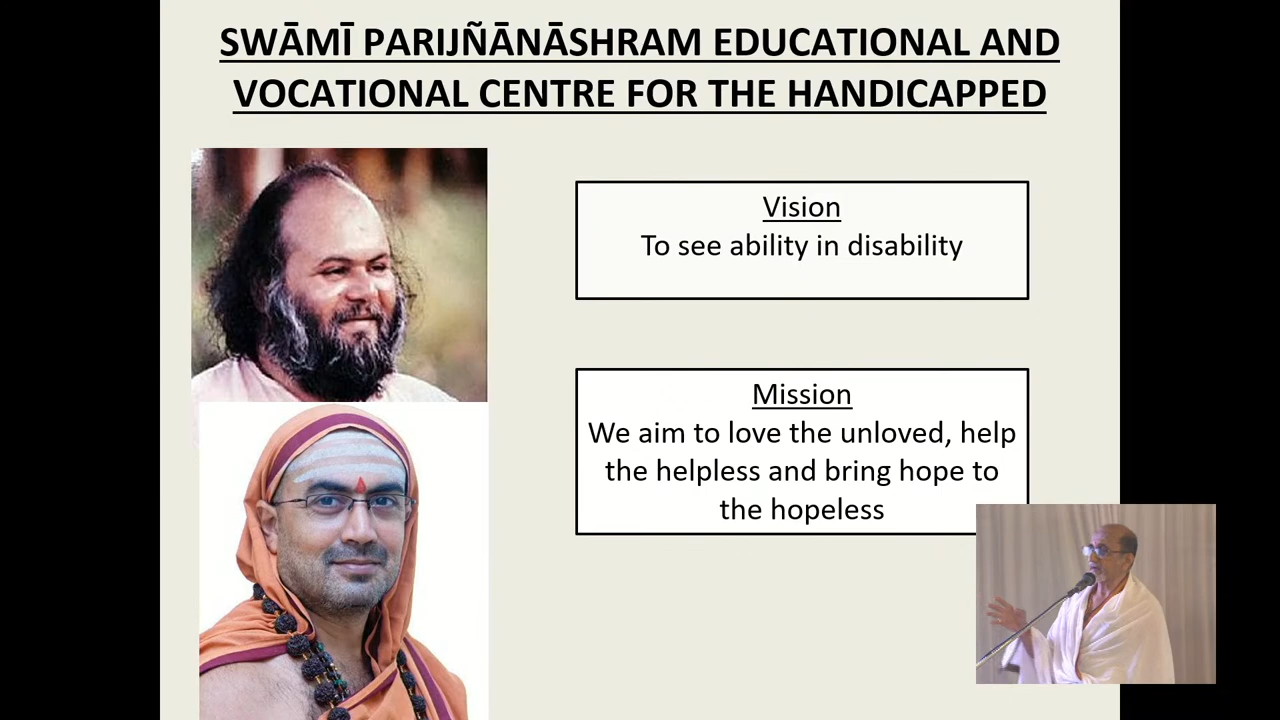 SWĀMĪ PARIJÑĀNĀSHRAM EDUCATIONAL AND
VOCATIONAL CENTRE FOR THE HANDICAPPED
Vision
To see ability in disability
Mission
We aim to love the unloved, help
the helpless and bring hope to
the hopeless